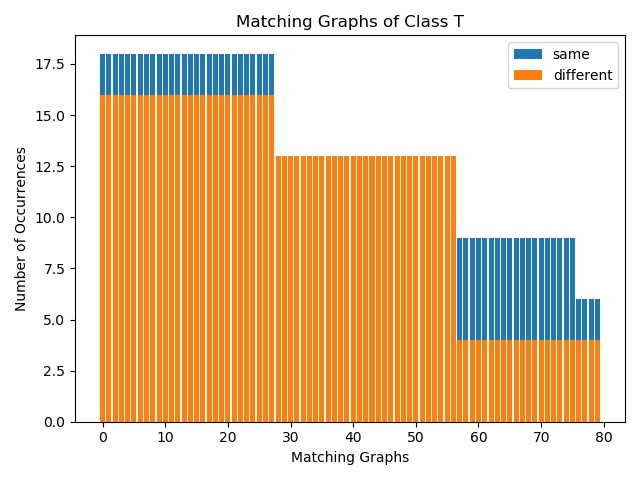 Matching Graphs of Class T
same
different
Number of Occurrences
17.5
15.0
12.5
10.0
7.5
5.0
2.5
0.0
0 10 20 30 40 50 60 70 80
Matching Graphs